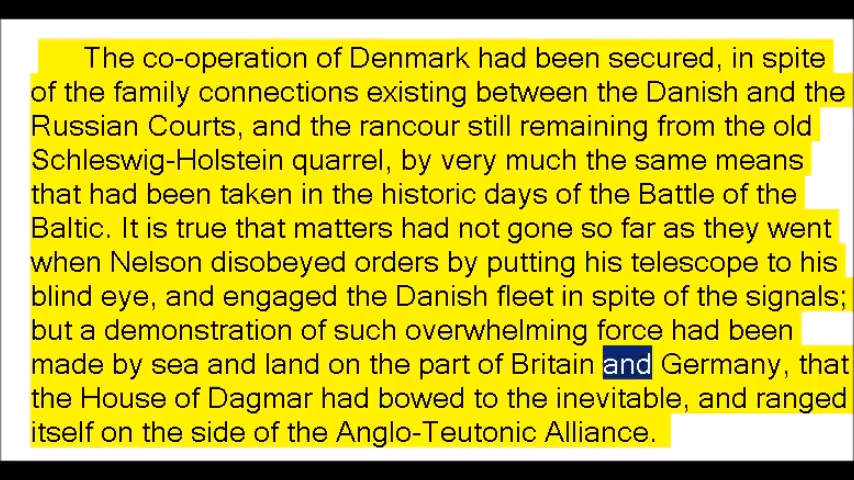 The co-operation of Denmark had been secured, in spite
of the family connections existing between the Danish and the
Russian Courts, and the rancour still remaining from the old
Schleswig-Holstein quarrel, by very much the same means
that had been taken in the historic days of the Battle of the
Baltic. It is true that matters had not gone so far as they went
when Nelson disobeyed orders by putting his telescope to his
blind eye, and engaged the Danish fleet in spite of the signals;
but a demonstration of such overwhelming force had been
made by sea and land on the part of Britain and Germany, that
the House of Dagmar had bowed to the inevitable, and ranged
itself on the side of the Anglo-Teutonic Alliance.